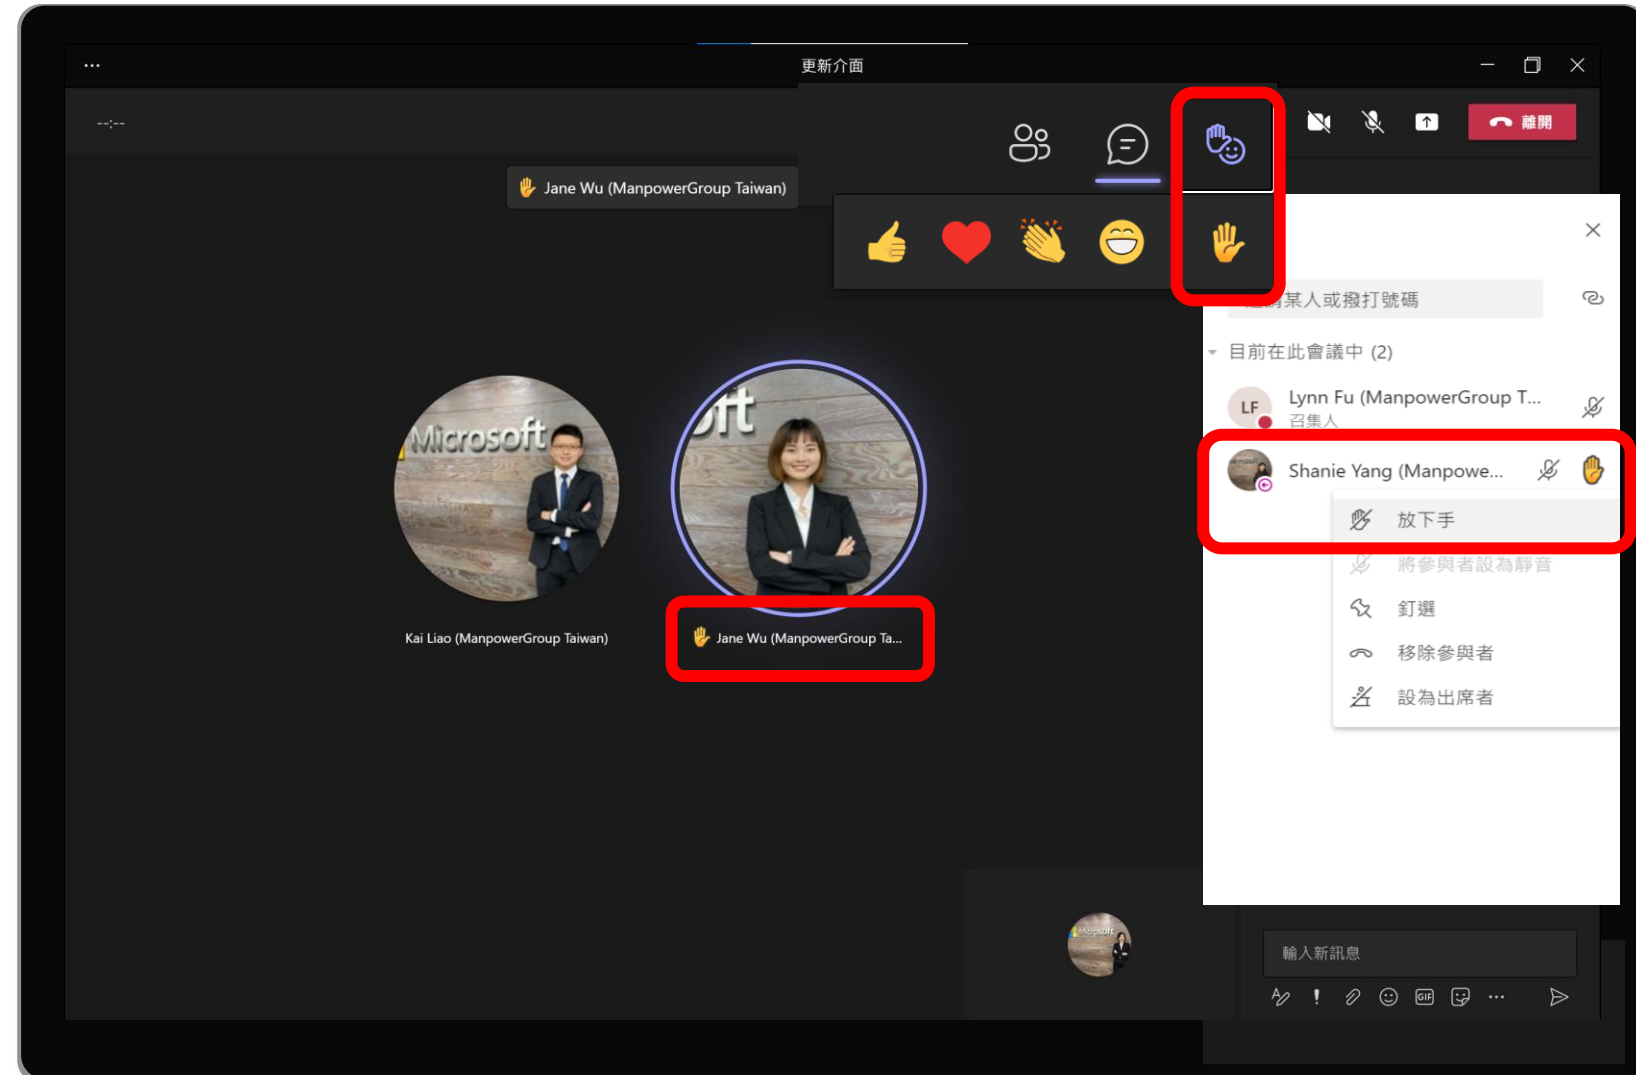 更新介面
--:--
離開
Jane Wu (ManpowerGroup Taiwan)
某人或撥打號碼
目前在此會議中 (2)
LF
Lynn Fu (ManpowerGroup T...
召集人
Shanie Yang (Manpowe...
放下手
將參與者設為靜音
釘選
移除參與者
設為出席者
Microsoft
oft
Kai Liao (ManpowerGroup Taiwan)
Jane Wu (ManpowerGroup Ta...
Microsoft
輸入新訊息
GIF